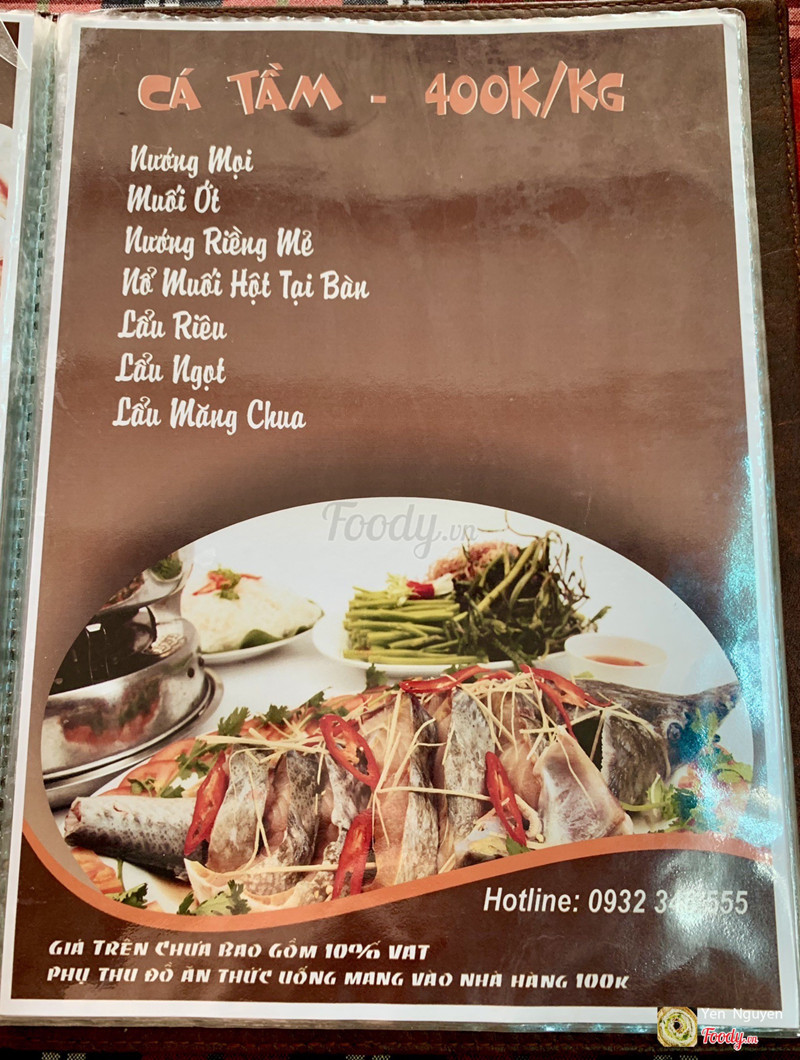 CÁ TẦM - 400K/KG
Nướng Mọi
Muối Ớt
Nướng Riềng Mẻ
Nổ Muối Hột Tại Bàn
Lẩu Riêu
Lẩu Ngọt
Lẩu Măng Chua
Foody.vn
Hotline: 0932 555
GIÁ TRÊN CHƯA BAO GỒM 10% VAT
PHỤ THU ĐỒ ĂN THỨC UỐNG MANG VÀO NHÀ HÀNG 100K
Yen Nguyen
Foody.vn